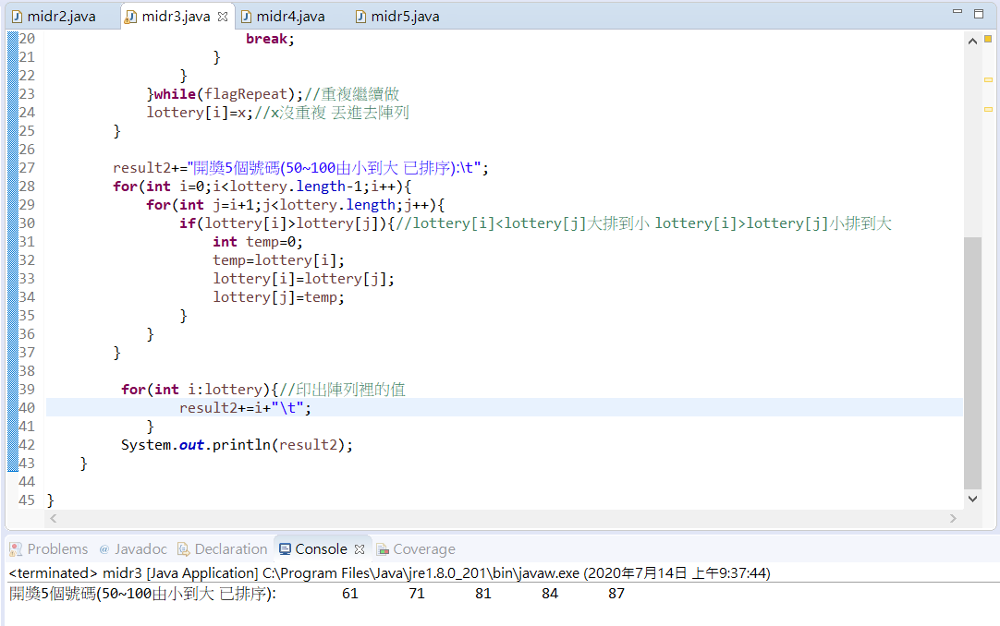 midr2.java midr3.java midr4.java midr5.java
20 break;
21 }
22 }
23 }while(flagRepeat);//重複繼續做
24 lottery[i]=x;//x沒重複 丟進去陣列
25 }
26
27 result2+="開獎5個號碼(50~100由小到大 已排序):\t";
28 for(int i=0;i<lottery.length-1;i++){
29 for(int j=i+1;j<lottery.length;j++){
30 if(lottery[i]>lottery[j]){//lottery[i]<lottery[j]大排到小 lottery[i]>lottery[j]小排到大
31 int temp=0;
32 temp=lottery[i];
33 lottery[i]=lottery[j];
34 lottery[j]=temp;
35 }
36 }
37 }
38
39 for(int i:lottery){//印出陣列裡的值
40 result2+=i+"\t";
41 }
42 System.out.println(result2);
43 }
44
45 }
Problems @ Javadoc Declaration Console Coverage
<terminated> midr3 [Java Application] C:\Program Files\Java\jre1.8.0_201\bin\javaw.exe (2020年7月14日 上午9:37:44)
開獎5個號碼(50~100由小到大 已排序): 61 71 81 84 87